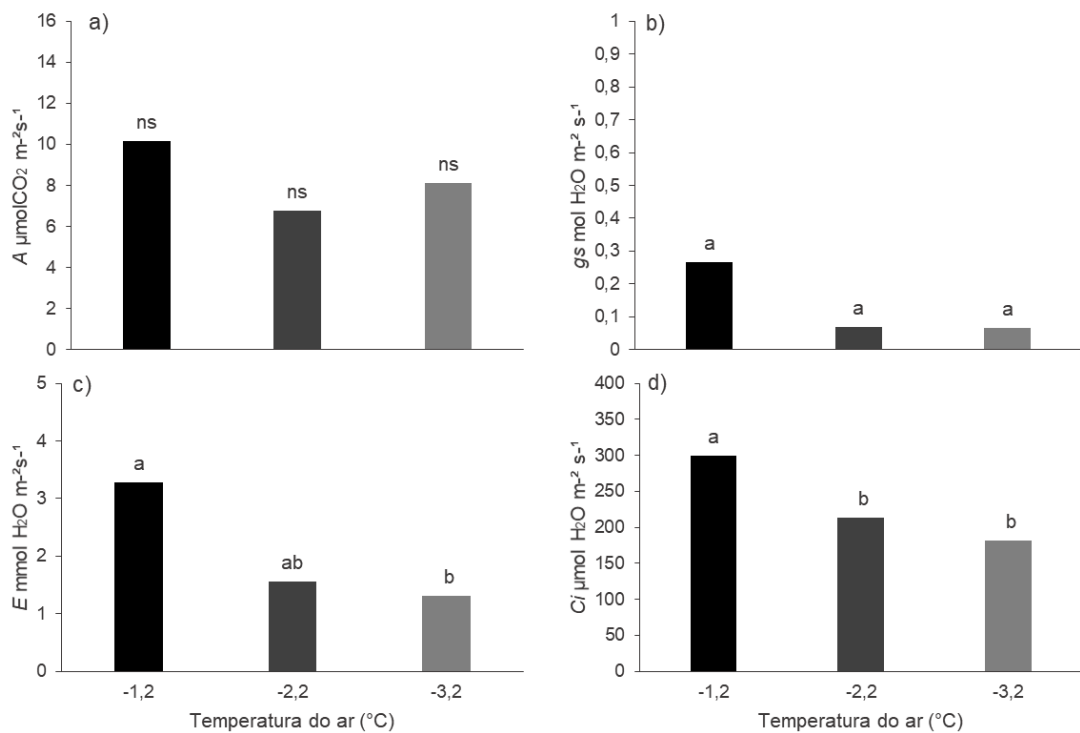 a)
A µmolCO₂ m-²s-¹
16
14
12
10
8
6
4
2
0
ns
ns
ns
b)
gs mol H₂O m-² s-¹
1
0,9
0,8
0,7
0,6
0,5
0,4
0,3
0,2
0,1
0
a
a
a
c)
E mmol H₂O m-²s-¹
5
4
3
2
1
0
a
ab
b
-1,2
-2,2
-3,2
Temperatura do ar (°C)
d)
Ci µmol H₂O m-² s-¹
400
350
300
250
200
150
100
50
0
a
b
b
-1,2
-2,2
-3,2
Temperatura do ar (°C)